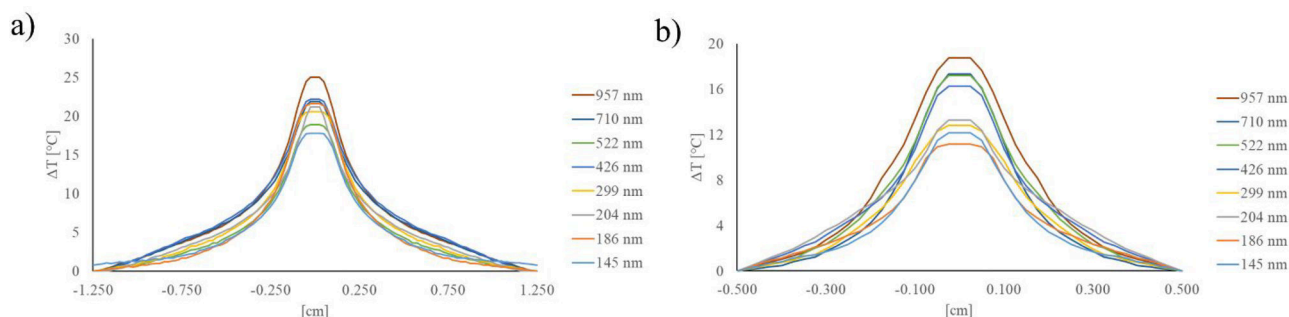 a)
ΔT [°C]
30
25
20
15
10
5
0
-1.250 -0.750 -0.250 0.250 0.750 1.250
[cm]
957 nm
710 nm
522 nm
426 nm
299 nm
204 nm
186 nm
145 nm
b)
ΔT [°C]
20
16
12
8
4
0
-0.500 -0.300 -0.100 0.100 0.300 0.500
[cm]
957 nm
710 nm
522 nm
426 nm
299 nm
204 nm
186 nm
145 nm